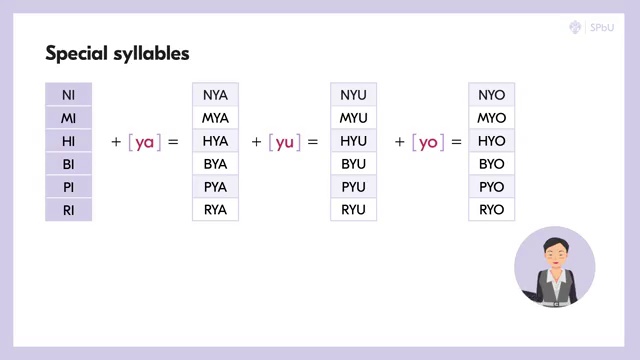 SPbU
Special syllables
NI NYA NYU NYO
MI MYA MYU MYO
HI + [ya] = HYA + [yu] = HYU + [yo] = HYO
BI BYA BYU BYO
PI PYA PYU PYO
RI RYA RYU RYO